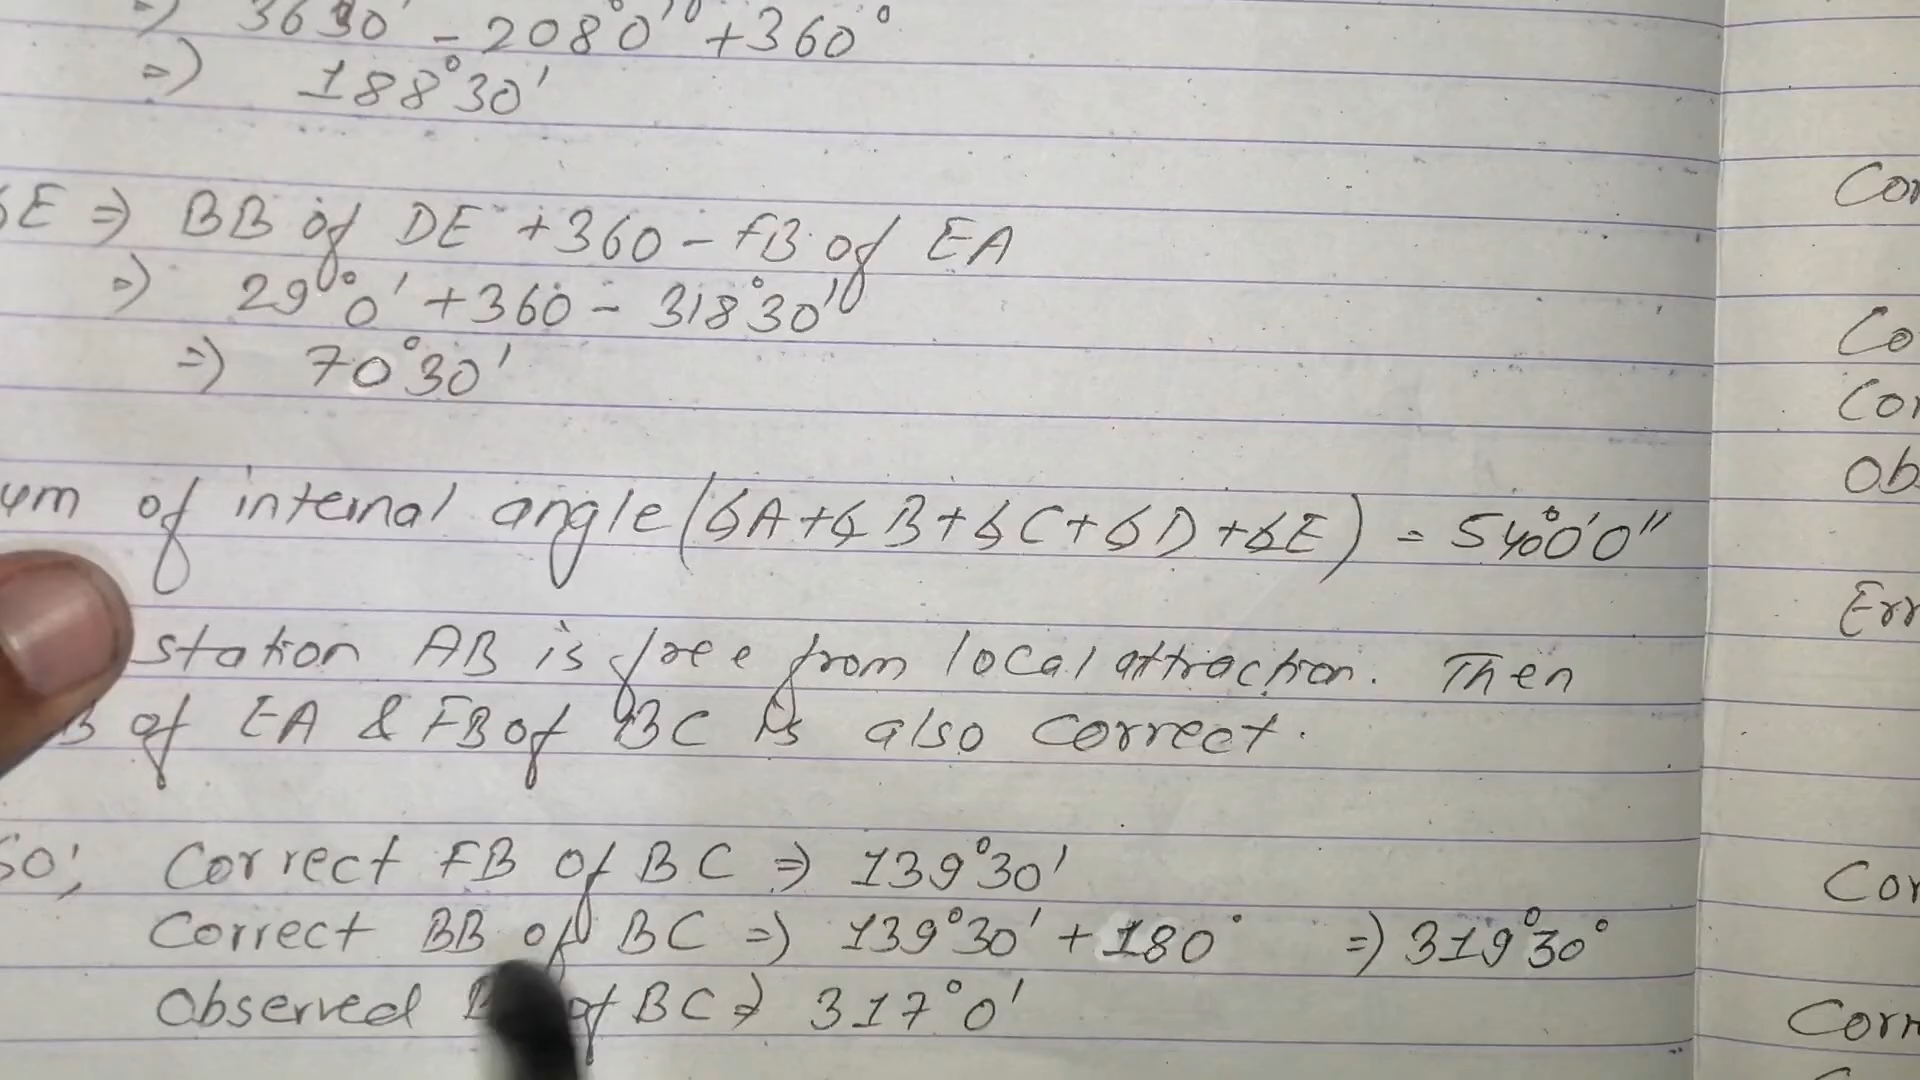 =) 3630' - 208°0' +360°
=) 188°30'
E => BB of DE +360 - FB of EA
=) 29°0' +360 - 318°30'
=) 70°30'
um of internal angle (∠A+∠B+∠C+∠D+∠E) = 540°0'0"
station AB is free from local attraction. Then
B of EA & FB of BC is also correct.
So; Correct FB of BC => 139°30'
Correct BB of BC =) 139°30' + 180° =) 319°30°
Observed of BC => 317°0'
Cor
Co
Cor
Ob
Err
Cor
Corr